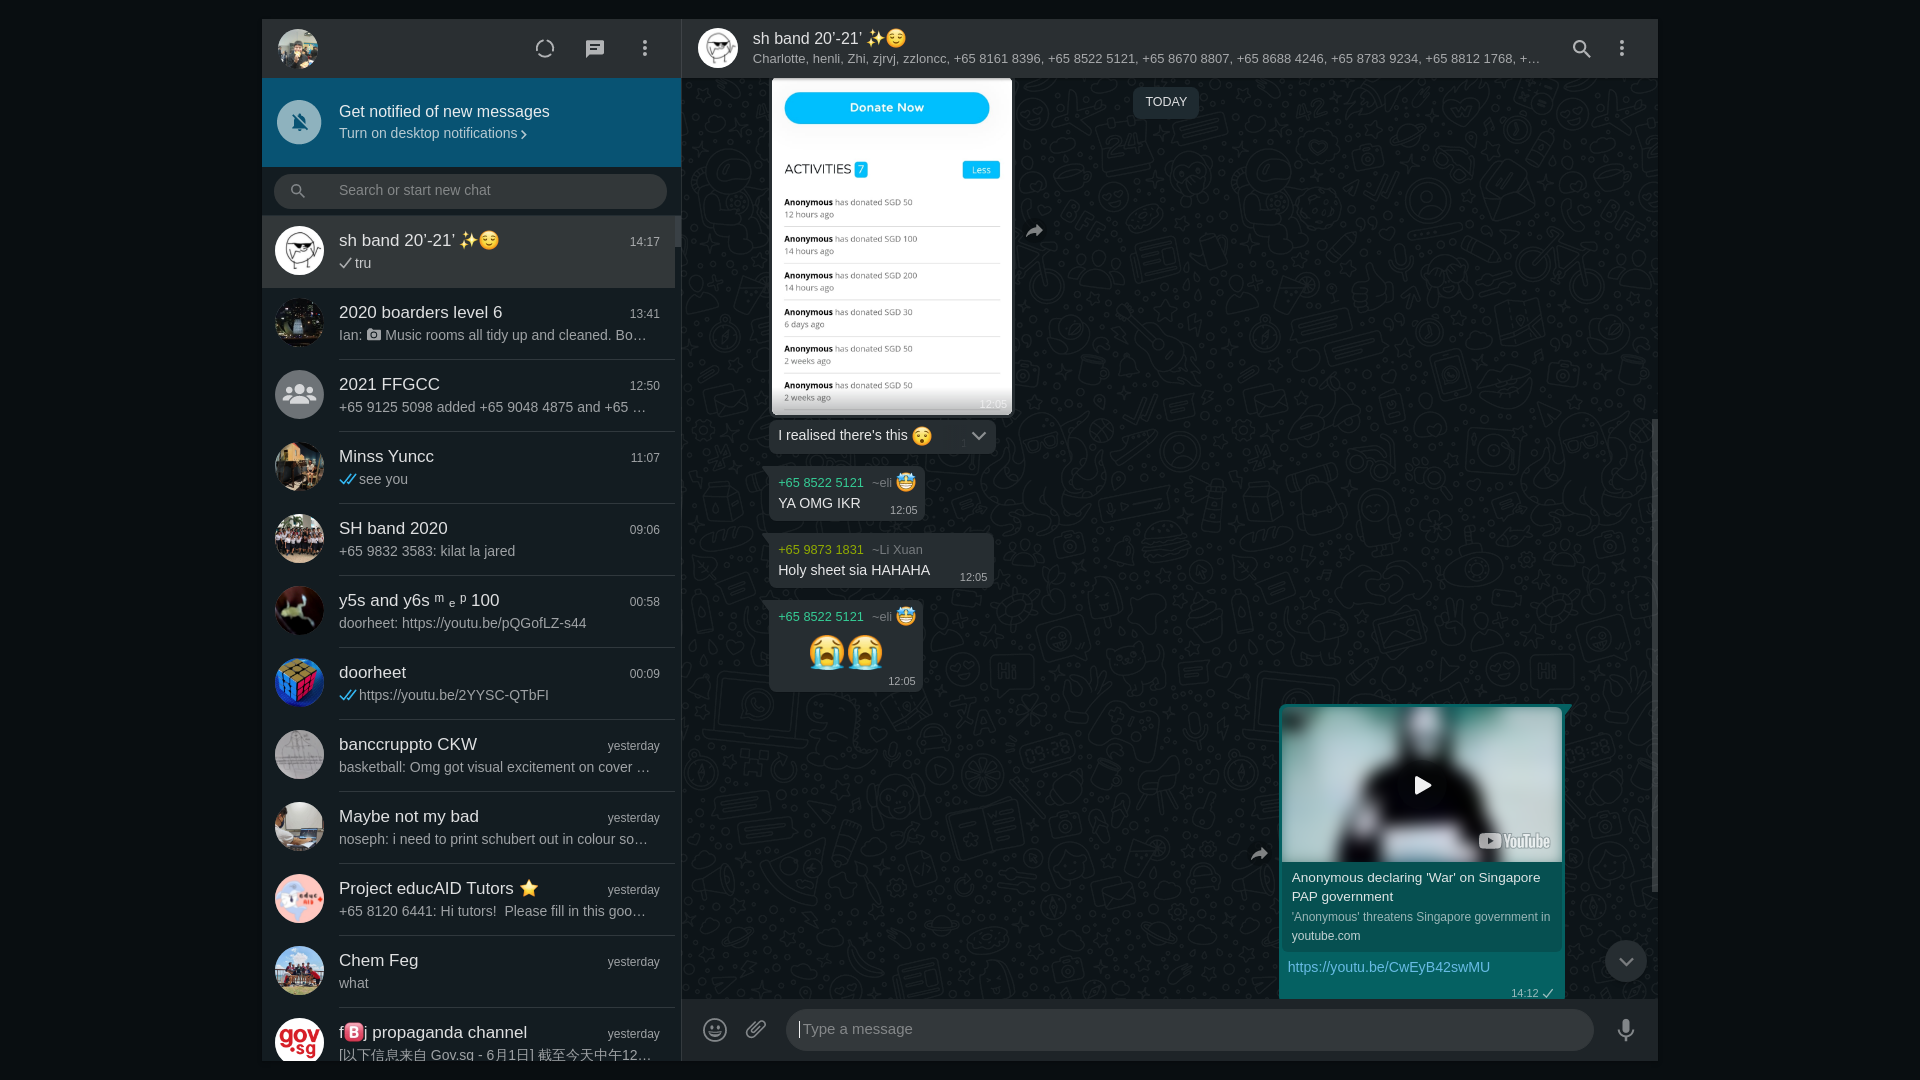 Get notified of new messages
Turn on desktop notifications
Search or start new chat
sh band 20’-21’ ✨😌
14:17
tru
2020 boarders level 6
13:41
Ian: 📷 Music rooms all tidy up and cleaned. Bo…
2021 FFGCC
12:50
+65 9125 5098 added +65 9048 4875 and +65 …
Minss Yuncc
11:07
see you
SH band 2020
09:06
+65 9832 3583: kilat la jared
y5s and y6s ᵐ ₑ ᵖ 100
00:58
doorheet: https://youtu.be/pQGofLZ-s44
doorheet
00:09
https://youtu.be/2YYSC-QTbFI
banccruppto CKW
yesterday
basketball: Omg got visual excitement on cover …
Maybe not my bad
yesterday
noseph: i need to print schubert out in colour so…
Project educAID Tutors ⭐
yesterday
+65 8120 6441: Hi tutors!  Please fill in this goo…
Chem Feg
yesterday
what
f🅱️j propaganda channel
yesterday
[以下信息来自 Gov.sg - 6月1日] 截至今天中午12…
gov
.sg
sh band 20’-21’ ✨😌
Charlotte, henli, Zhi, zjrvj, zzloncc, +65 8161 8396, +65 8522 5121, +65 8670 8807, +65 8688 4246, +65 8783 9234, +65 8812 1768, +…
TODAY
Donate Now
ACTIVITIES 7
Less
Anonymous has donated SGD 50
12 hours ago
Anonymous has donated SGD 100
14 hours ago
Anonymous has donated SGD 200
14 hours ago
Anonymous has donated SGD 30
6 days ago
Anonymous has donated SGD 50
2 weeks ago
Anonymous has donated SGD 50
2 weeks ago
12:05
I realised there's this 😯
+65 8522 5121 ~eli 🤩
YA OMG IKR
12:05
+65 9873 1831 ~Li Xuan
Holy sheet sia HAHAHA
12:05
+65 8522 5121 ~eli 🤩
😭😭
12:05
YouTube
Anonymous declaring 'War' on Singapore
PAP government
'Anonymous' threatens Singapore government in
youtube.com
https://youtu.be/CwEyB42swMU
14:12
Type a message